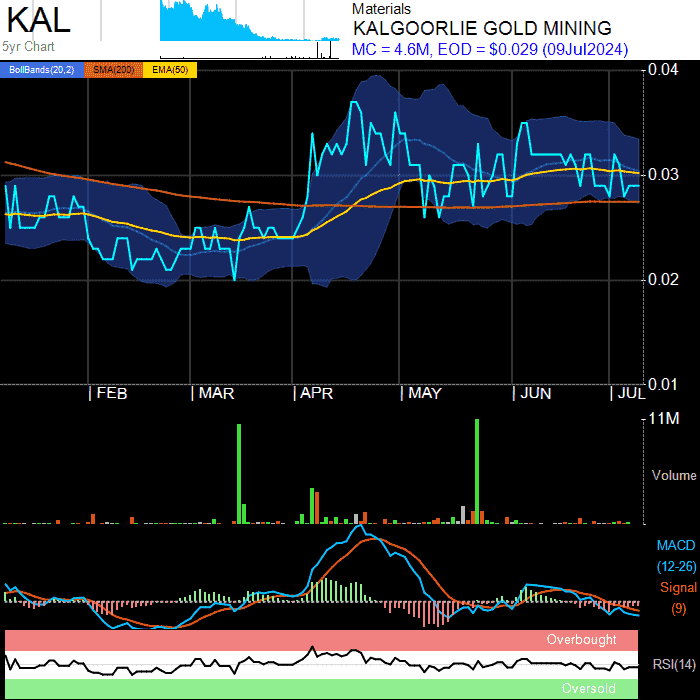 KAL
5yr Chart
Materials
KALGOORLIE GOLD MINING
MC = 4.6M, EOD = $0.029 (09Jul2024)
BollBands(20,2) SMA(200) EMA(50)
0.04
0.03
0.02
0.01
| FEB | MAR | APR | MAY | JUN | JUL
11M
Volume
MACD
(12-26)
Signal
(9)
Overbought
RSI(14)
Oversold